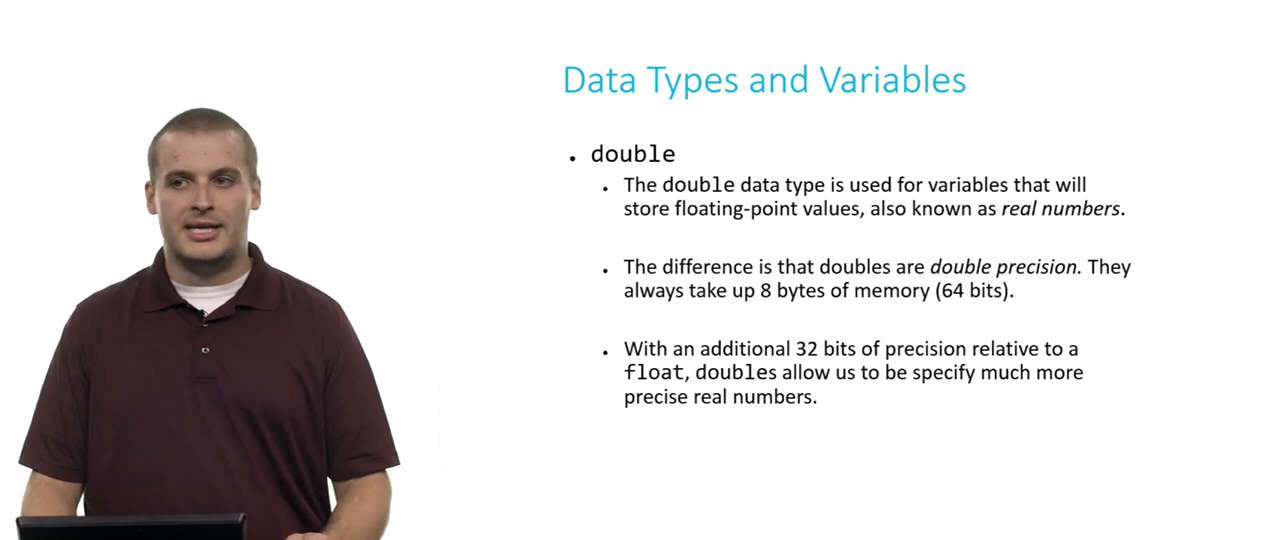 Data Types and Variables
• double
• The double data type is used for variables that will
store floating-point values, also known as real numbers.
• The difference is that doubles are double precision. They
always take up 8 bytes of memory (64 bits).
• With an additional 32 bits of precision relative to a
float, doubles allow us to be specify much more
precise real numbers.